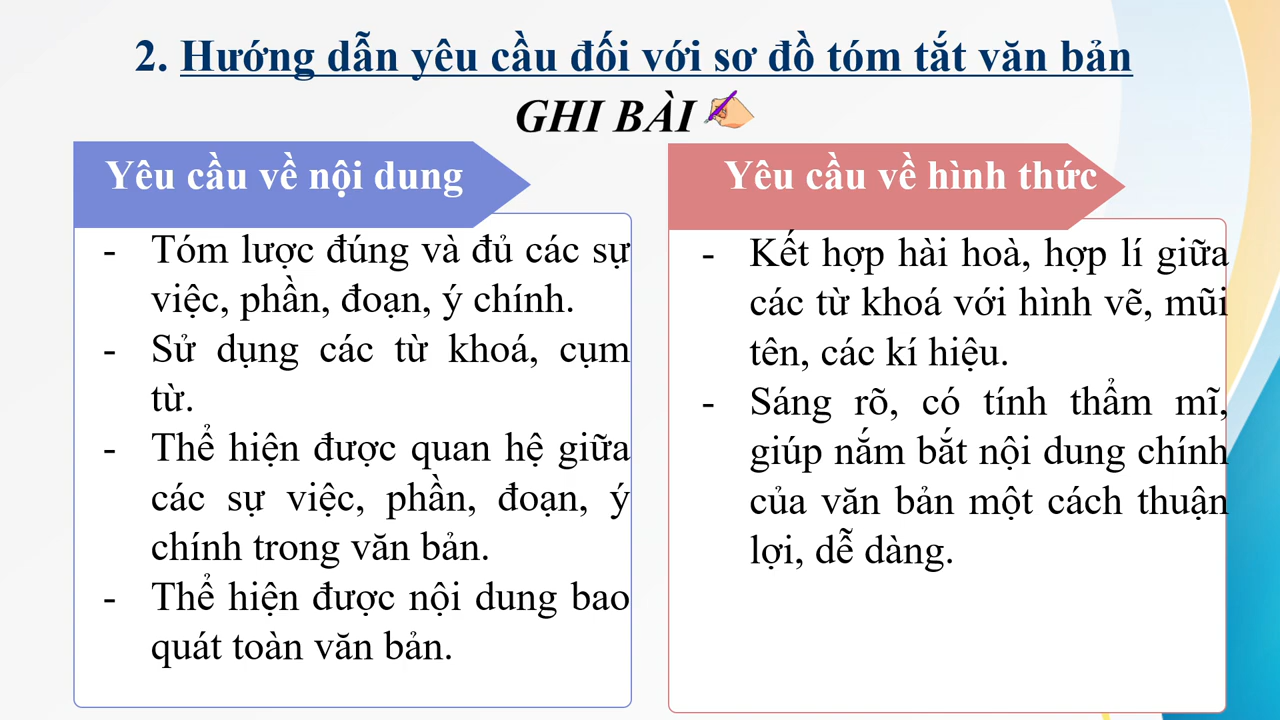 2. Hướng dẫn yêu cầu đối với sơ đồ tóm tắt văn bản
GHI BÀI
Yêu cầu về nội dung
- Tóm lược đúng và đủ các sự
việc, phần, đoạn, ý chính.
- Sử dụng các từ khoá, cụm
từ.
- Thể hiện được quan hệ giữa
các sự việc, phần, đoạn, ý
chính trong văn bản.
- Thể hiện được nội dung bao
quát toàn văn bản.
Yêu cầu về hình thức
- Kết hợp hài hoà, hợp lí giữa
các từ khoá với hình vẽ, mũi
tên, các kí hiệu.
- Sáng rõ, có tính thẩm mĩ,
giúp nắm bắt nội dung chính
của văn bản một cách thuận
lợi, dễ dàng.